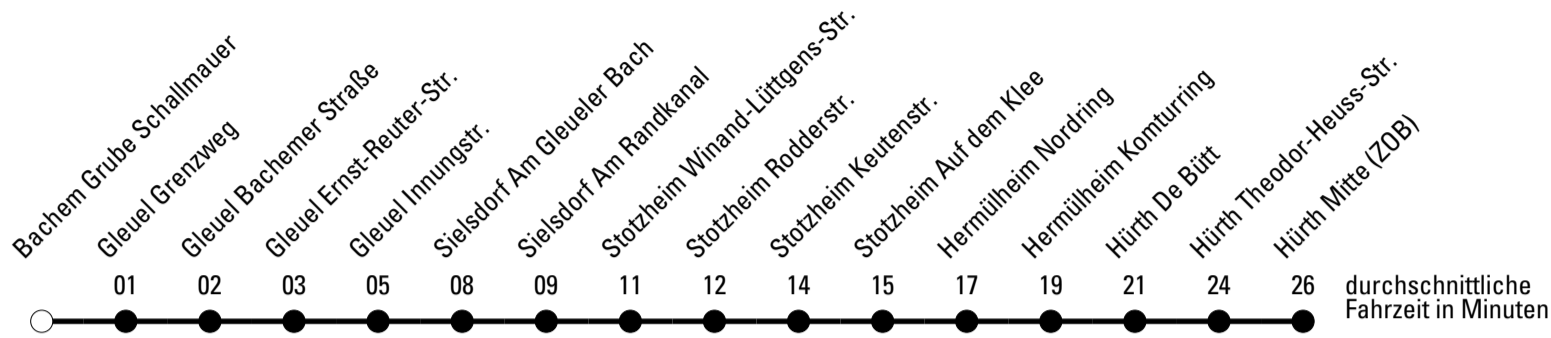 Bachem Grube Schallmauer
Gleuel Grenzweg
Gleuel Bachemer Straße
Gleuel Ernst-Reuter-Str.
Gleuel Innungstr.
Sielsdorf Am Gleueler Bach
Sielsdorf Am Randkanal
Stotzheim Winand-Lüttgens-Str.
Stotzheim Rodderstr.
Stotzheim Keutenstr.
Stotzheim Auf dem Klee
Hermülheim Nordring
Hermülheim Komturring
Hürth De Bütt
Hürth Theodor-Heuss-Str.
Hürth Mitte (ZOB)
01 02 03 05 08 09 11 12 14 15 17 19 21 24 26
durchschnittliche
Fahrzeit in Minuten